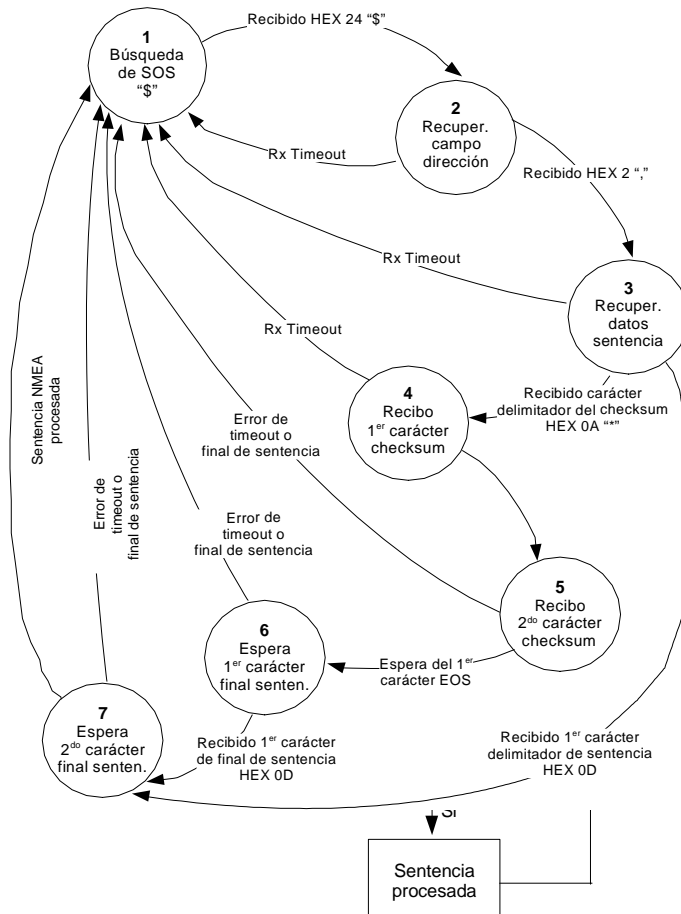 1
Búsqueda
de SOS
“$”
Recibido HEX 24 “$”
2
Recuper.
campo
dirección
Rx Timeout
Recibido HEX 2 “,”
Rx Timeout
3
Recuper.
datos
sentencia
Rx Timeout
Recibido carácter
delimitador del checksum
HEX 0A “*”
4
Recibo
1er carácter
checksum
Error de
timeout o
final de sentencia
Sentencia NMEA
procesada
Error de
timeout o
final de sentencia
Error de
timeout o
final de sentencia
5
Recibo
2do carácter
checksum
6
Espera
1er carácter
final senten.
Espera del 1er
carácter EOS
7
Espera
2do carácter
final senten.
Recibido 1er carácter
de final de sentencia
HEX 0D
Recibido 1er carácter
delimitador de sentencia
HEX 0D
Sentencia
procesada